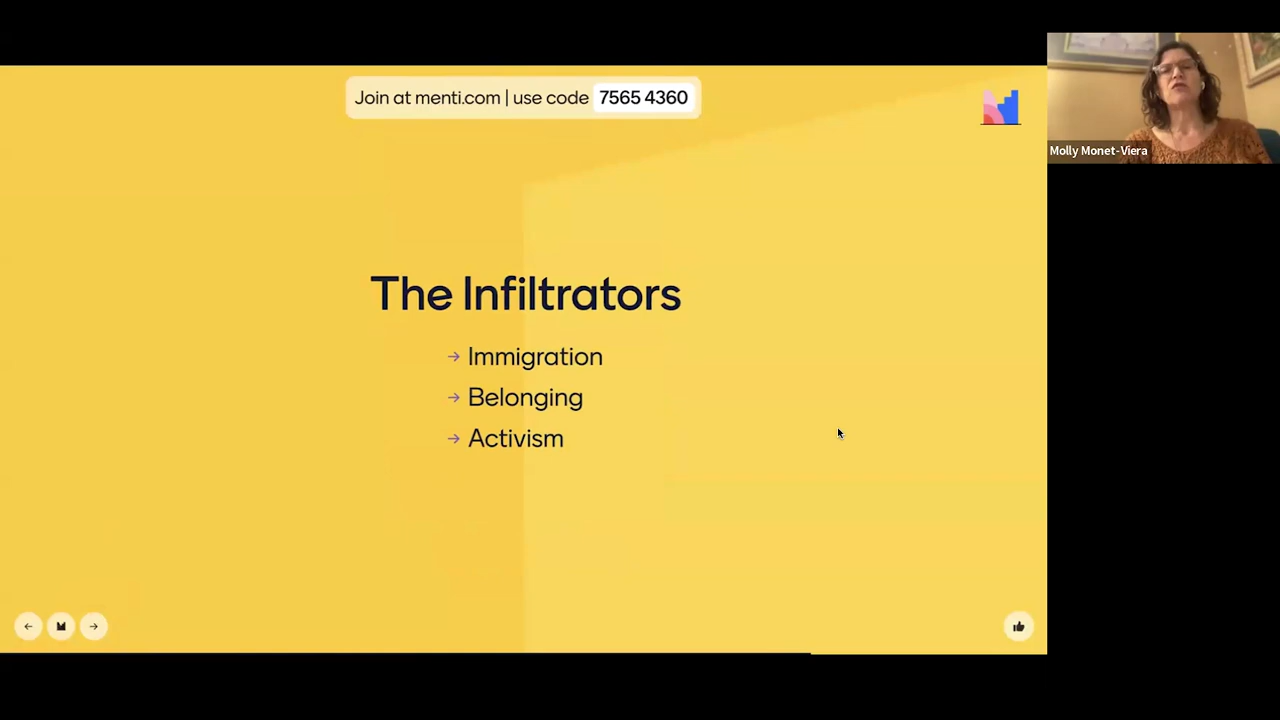 Join at menti.com | use code 7565 4360
Molly Monet-Viera
The Infiltrators
→ Immigration
→ Belonging
→ Activism